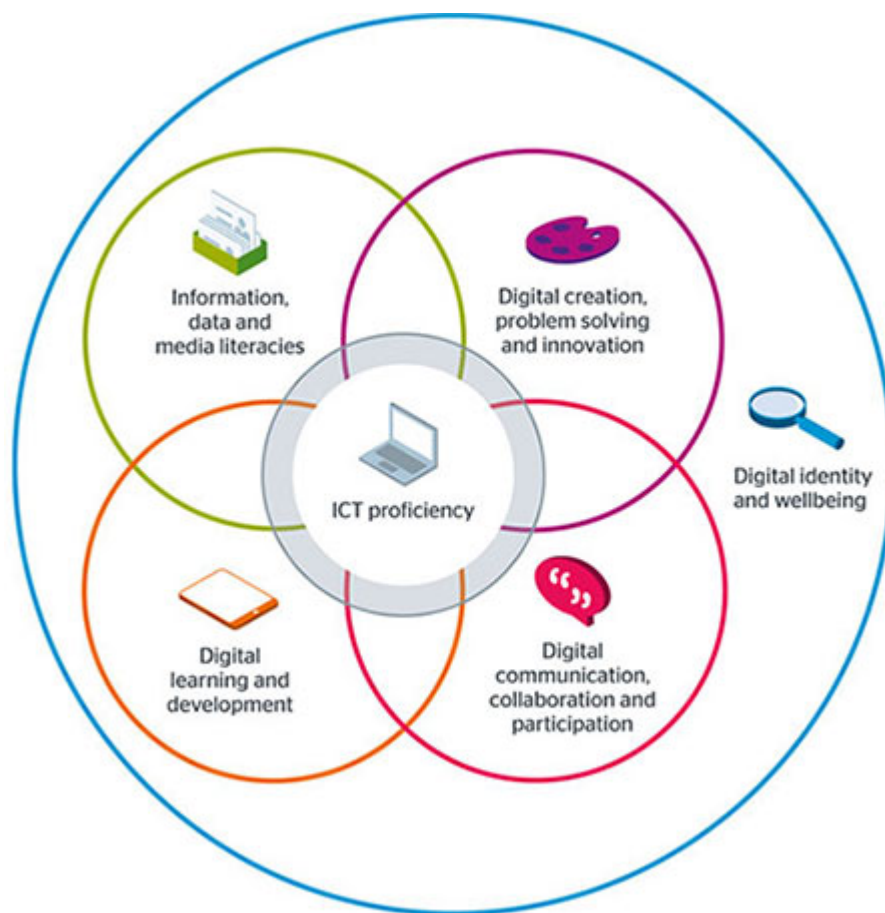 Information,
data and
media literacies
Digital creation,
problem solving
and innovation
Digital identity
and wellbeing
ICT proficiency
Digital
learning and
development
Digital
communication,
collaboration and
participation